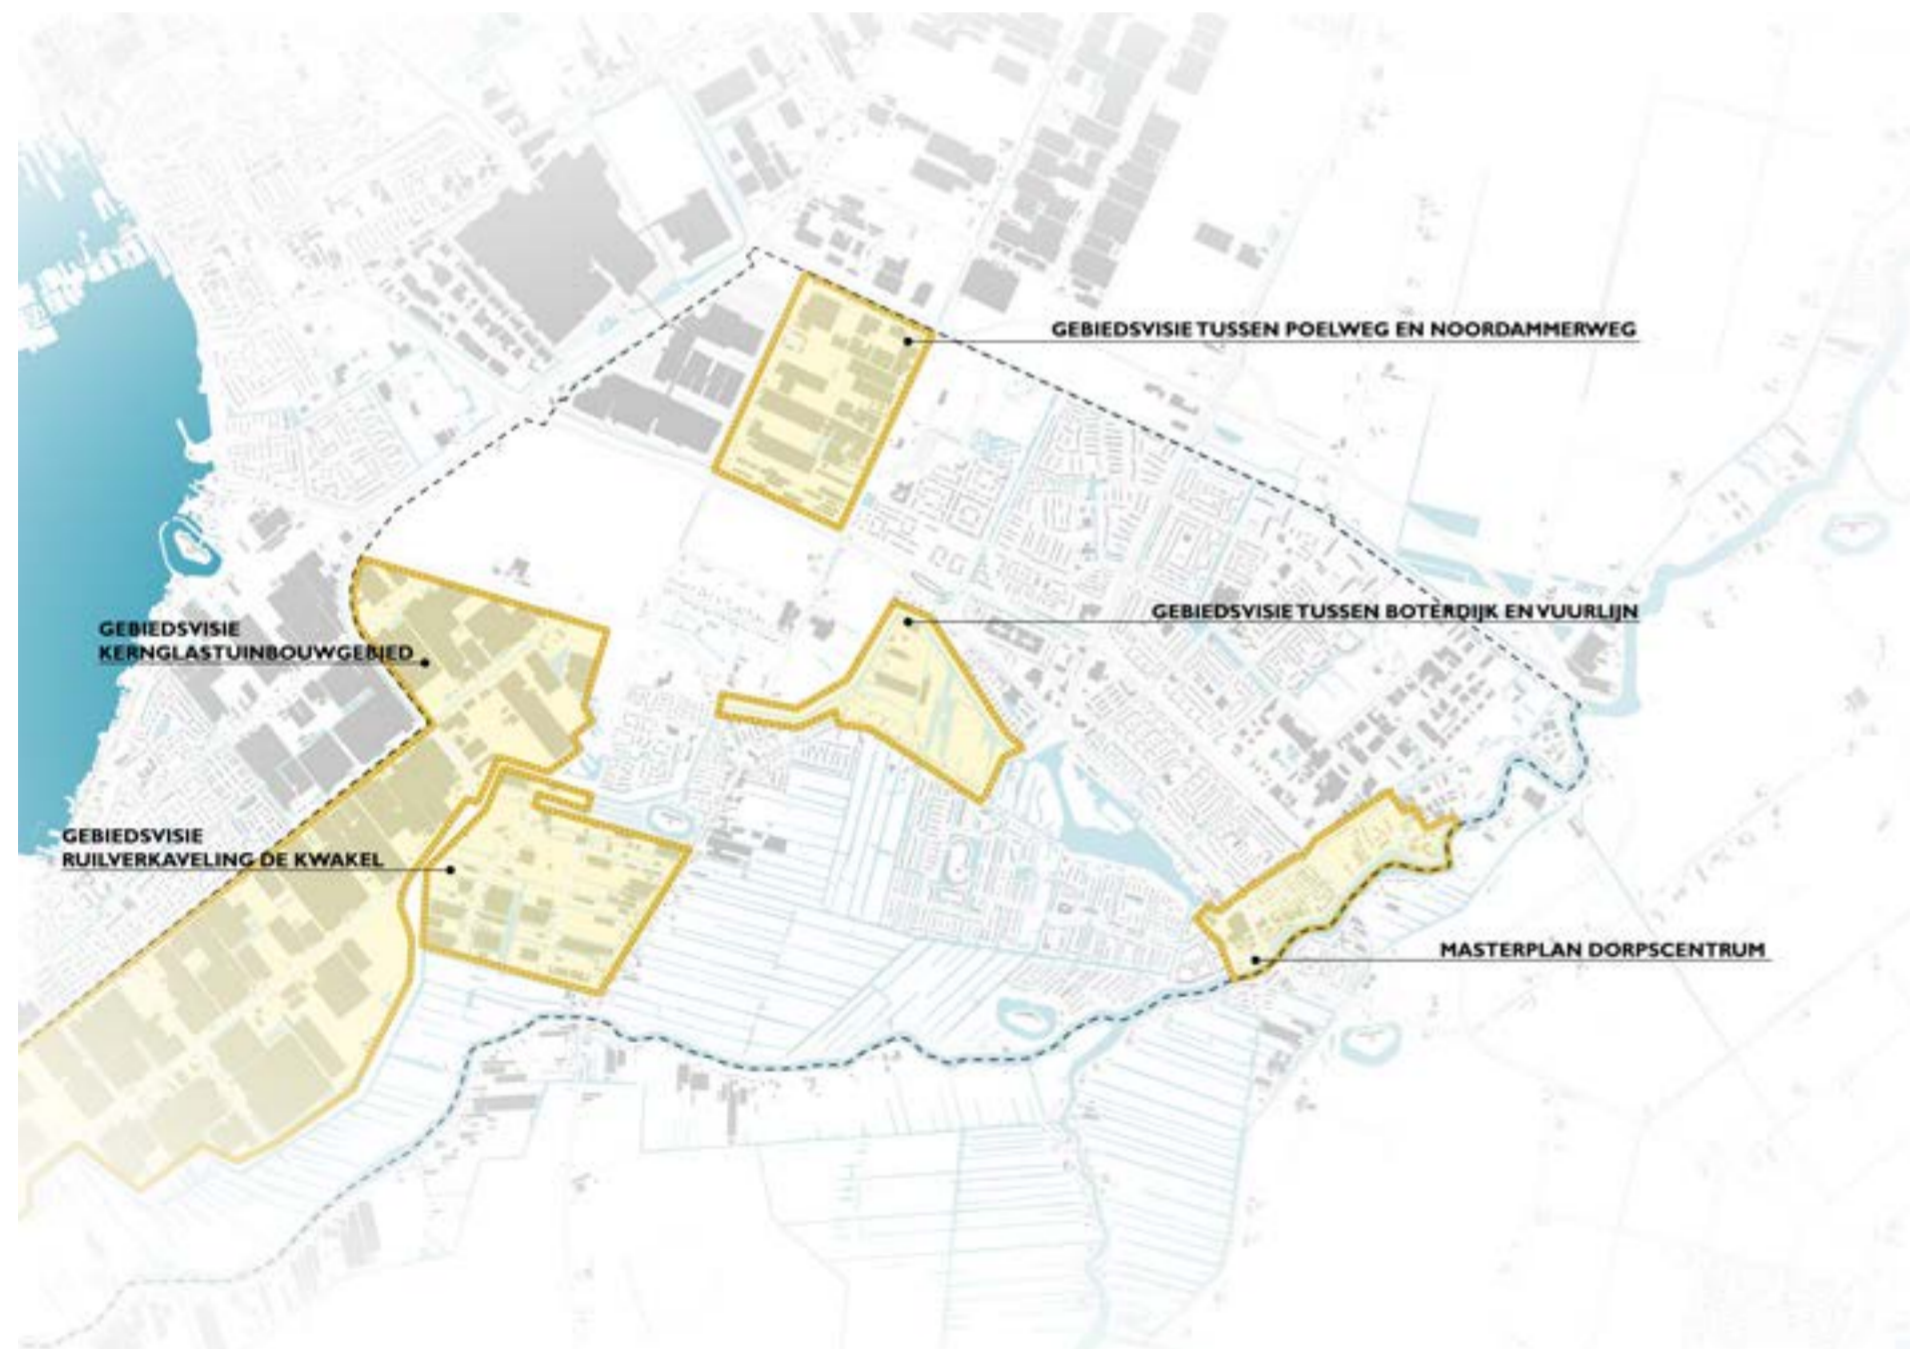 GEBIEDSVISIE TUSSEN POELWEG EN NOORDAMMERWEG
GEBIEDSVISIE TUSSEN BOTERDIJK EN VUURLIJN
GEBIEDSVISIE
KERNGLASTUINBOUWGEBIED
GEBIEDSVISIE
RUILVERKAVELING DE KWAKEL
MASTERPLAN DORPSCENTRUM